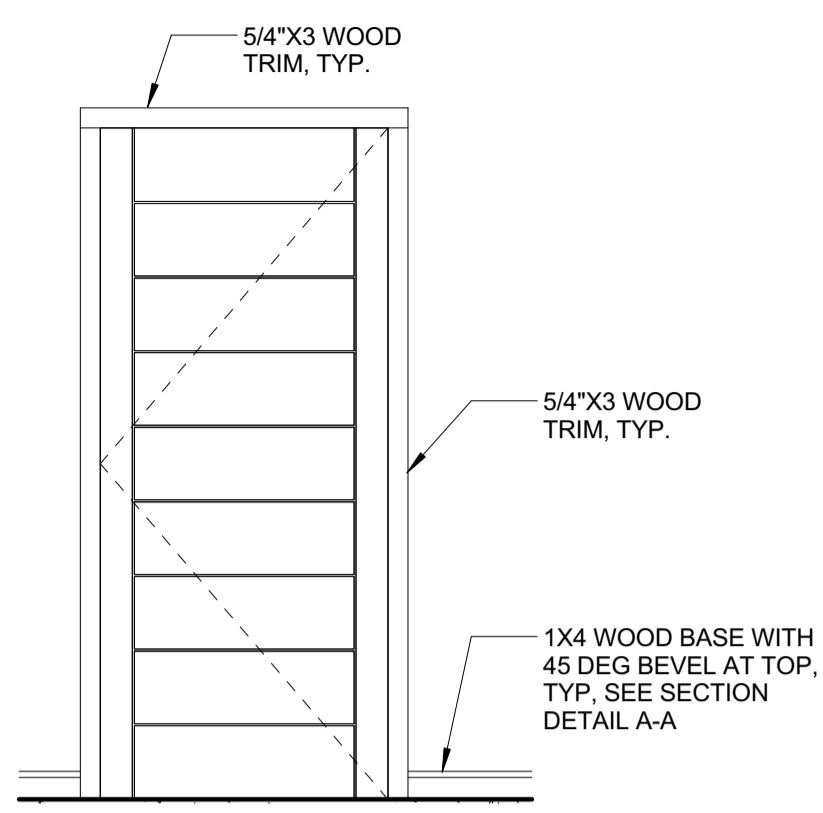 5/4"X3 WOOD
TRIM, TYP.
5/4"X3 WOOD
TRIM, TYP.
1X4 WOOD BASE WITH
45 DEG BEVEL AT TOP,
TYP, SEE SECTION
DETAIL A-A